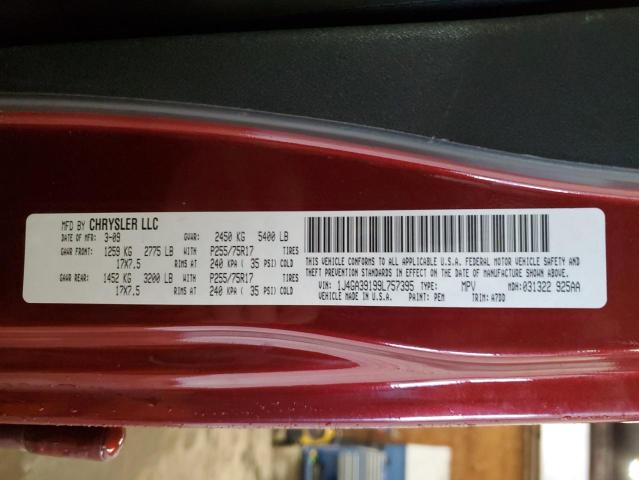 MFD BY CHRYSLER LLC
DATE OF MFR: 3-09 GVWR: 2450 KG 5400 LB
GAWR FRONT: 1259 KG 2775 LB WITH P255/75R17 TIRES
17X7.5 RIMS AT 240 KPA ( 35 PSI) COLD
GAWR REAR: 1452 KG 3200 LB WITH P255/75R17 TIRES
17X7.5 RIMS AT 240 KPA ( 35 PSI) COLD
THIS VEHICLE CONFORMS TO ALL APPLICABLE U.S.A. FEDERAL MOTOR VEHICLE SAFETY AND
THEFT PREVENTION STANDARDS IN EFFECT ON THE DATE OF MANUFACTURE SHOWN ABOVE.
VIN: 1J4GA39199L757395 TYPE: MPV MDH: 031322 925AA
VEHICLE MADE IN U.S.A. PAINT: PEM TRIM: A7DD